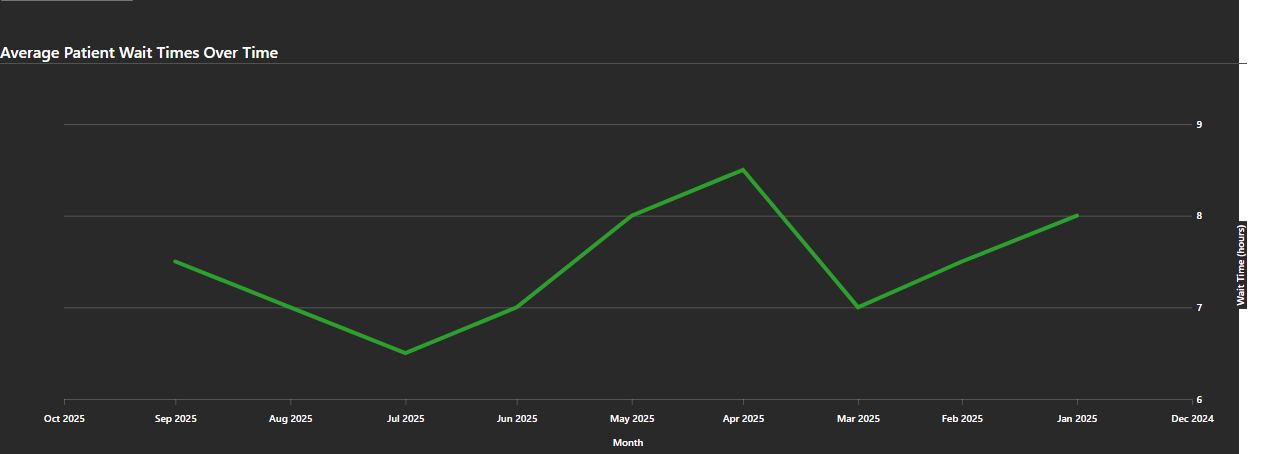 Average Patient Wait Times Over Time
9
8
7
6
Wait Time (hours)
Oct 2025 Sep 2025 Aug 2025 Jul 2025 Jun 2025 May 2025 Apr 2025 Mar 2025 Feb 2025 Jan 2025 Dec 2024
Month